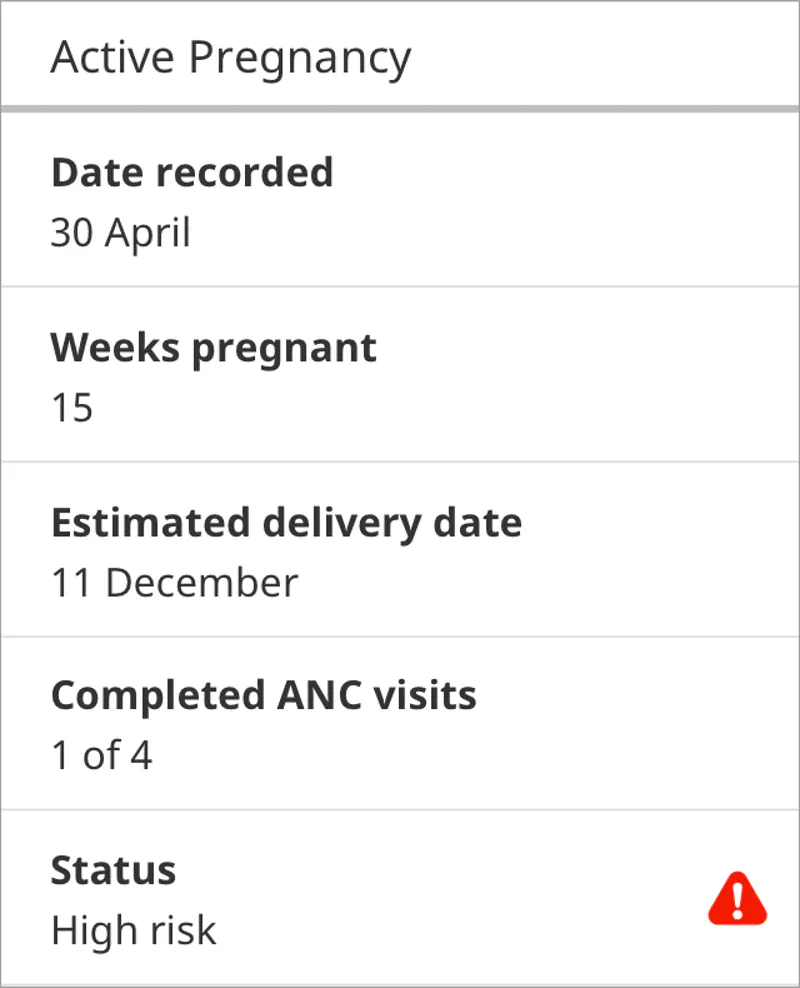 Active Pregnancy
Date recorded
30 April
Weeks pregnant
15
Estimated delivery date
11 December
Completed ANC visits
1 of 4
Status
High risk